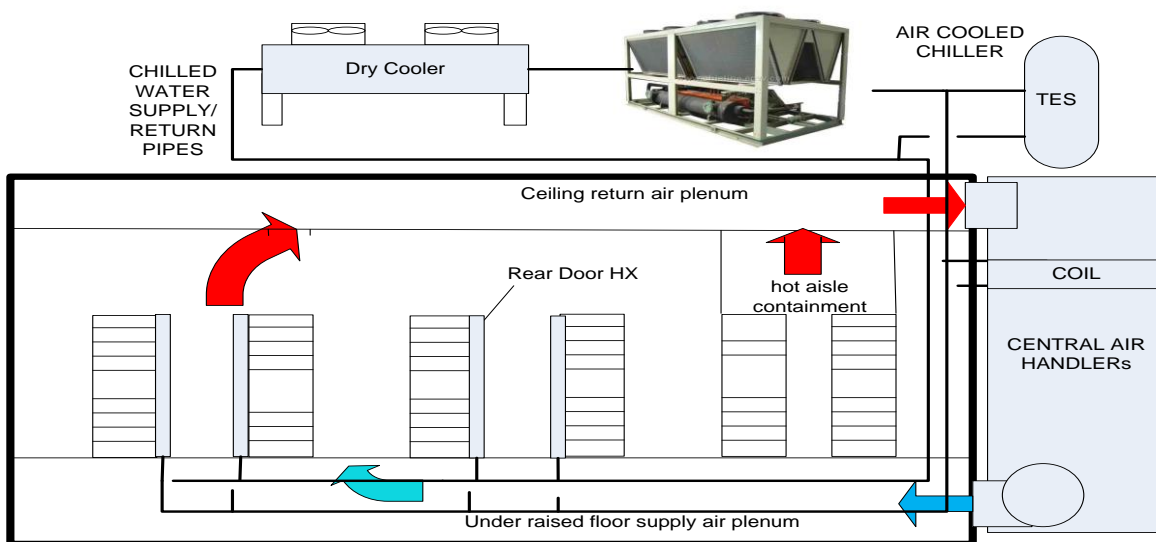 AIR COOLED
CHILLER
Dry Cooler
CHILLED
WATER
SUPPLY/
RETURN
PIPES
TES
Ceiling return air plenum
Rear Door HX
hot aisle
containment
COIL
CENTRAL AIR
HANDLERs
Under raised floor supply air plenum